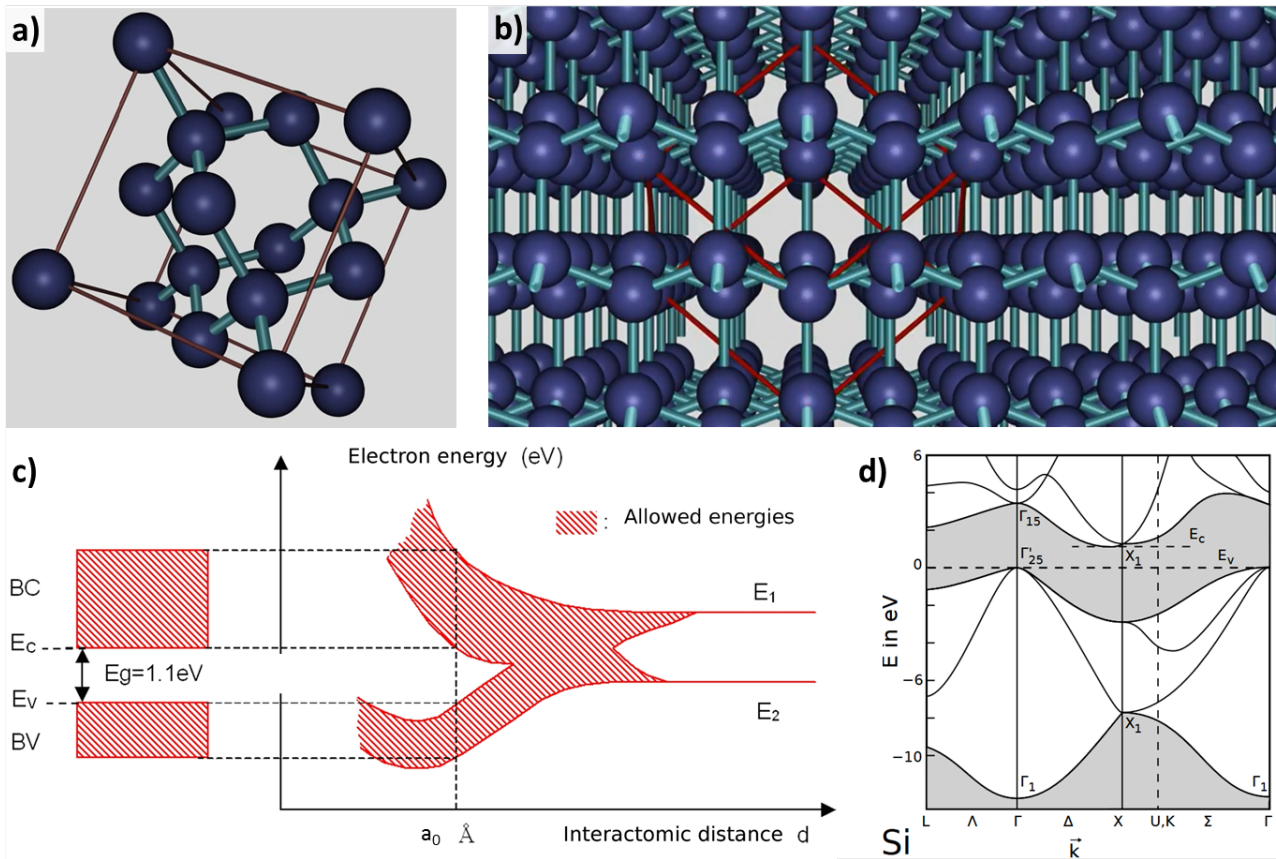 a)
b)
c)
Electron energy (eV)
: Allowed energies
BC
Ec
Eg=1.1eV
Ev
BV
E1
E2
a0 Å
Interactomic distance d
d)
E in eV
6
0
−6
−10
Γ15
Γ'25
X1
Ec
Ev
X1
Γ1
Γ1
L Λ Γ Δ X U,K Σ Γ
Si
k